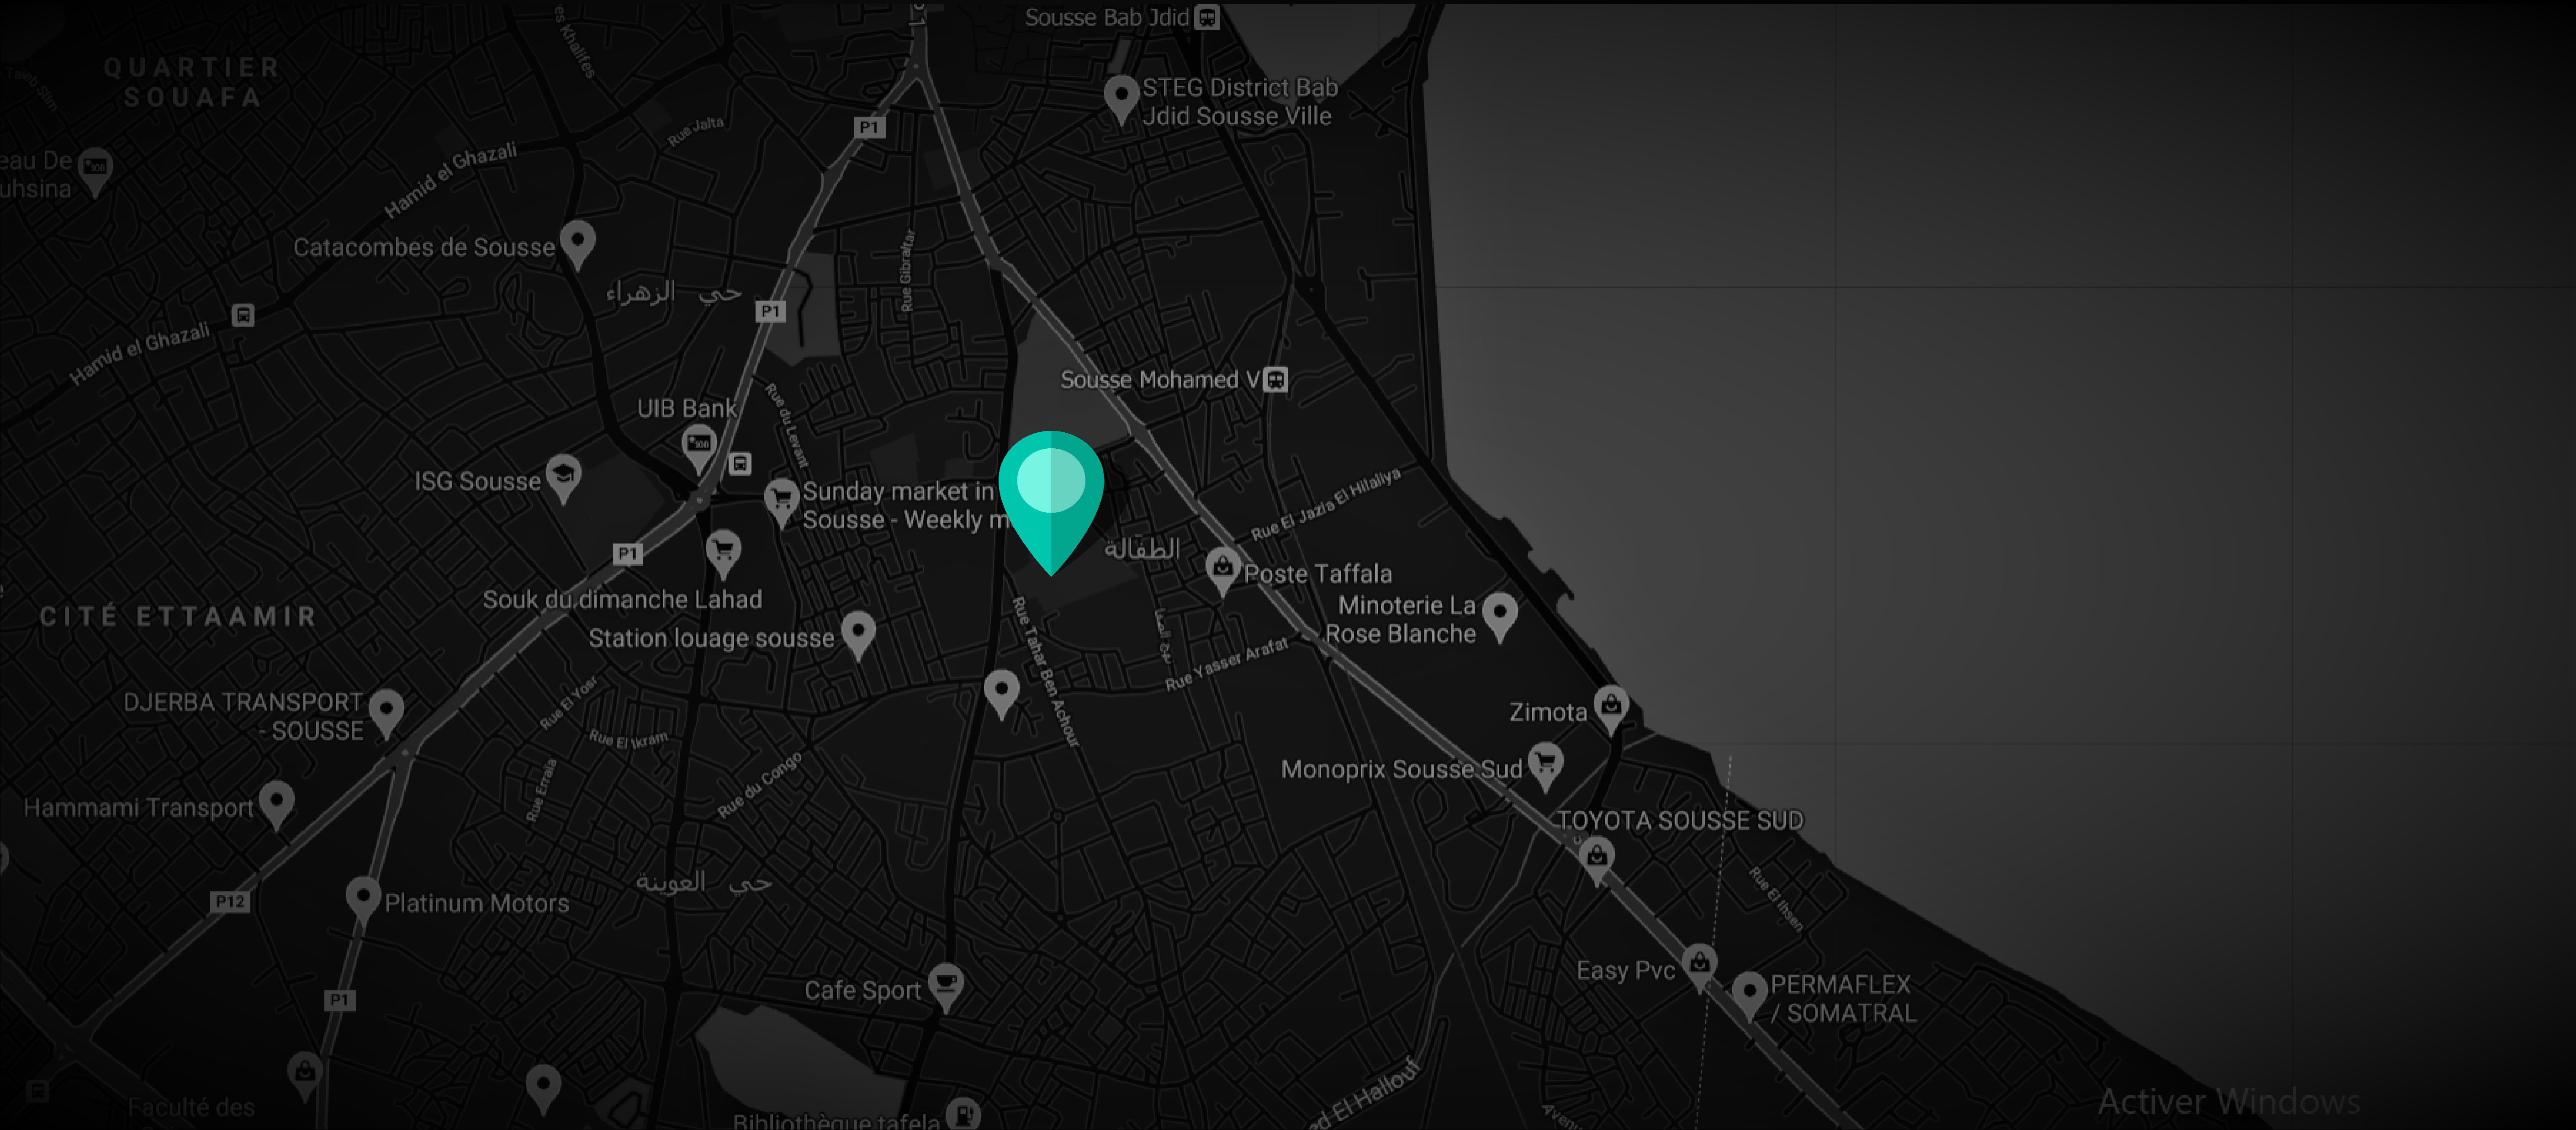 Sousse Bab Jdid
QUARTIER
SOUAFA
es Khalifes
STEG District Bab
Jdid Sousse Ville
P1
Rue Jalta
Hamid el Ghazali
eau De
uhsina
Catacombes de Sousse
Rue Gibraltar
حي الزهراء
P1
Hamid el Ghazali
Sousse Mohamed V
UIB Bank
Rue du Levant
ISG Sousse
Sunday market in
Sousse - Weekly m
Rue El Jazia El Hilaliya
الطفالة
P1
Poste Taffala
Souk du dimanche Lahad
Minoterie La
Rose Blanche
CITÉ ETTAAMIR
Station louage sousse
Rue Tahar Ben Achour
نهج الصفا
Rue Yasser Arafat
DJERBA TRANSPORT
- SOUSSE
Rue El Yosr
Rue El Ikram
Zimota
Monoprix Sousse Sud
Rue Erraia
Rue du Congo
Hammami Transport
TOYOTA SOUSSE SUD
حي العوينة
Rue El Ihsen
P12
Platinum Motors
Easy Pvc
Cafe Sport
PERMAFLEX
/ SOMATRAL
P1
ed El Hallouf
Faculté des
Bibliothèque tafela
Avenu
Activer Windows